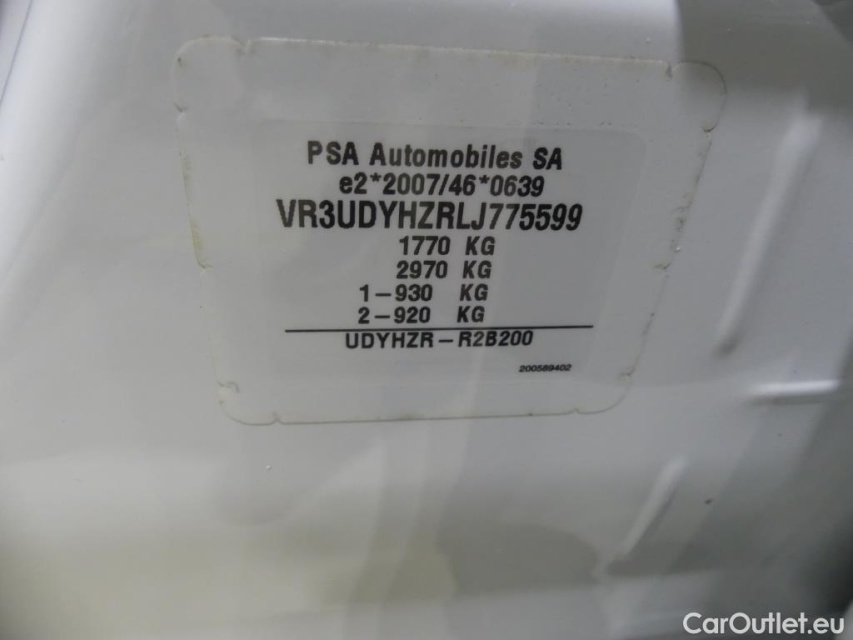 PSA Automobiles SA
e2*2007/46*0639
VR3UDYHZRLJ775599
1770 KG
2970 KG
1-930 KG
2-920 KG
UDYHZR-R2B200
200589402
CarOutlet.eu